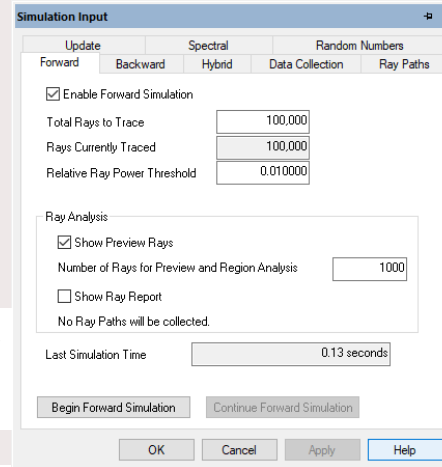 Simulation Input
Update Spectral Random Numbers
Forward Backward Hybrid Data Collection Ray Paths
Enable Forward Simulation
Total Rays to Trace 100,000
Rays Currently Traced 100,000
Relative Ray Power Threshold 0.010000
Ray Analysis
Show Preview Rays
Number of Rays for Preview and Region Analysis 1000
Show Ray Report
No Ray Paths will be collected.
Last Simulation Time 0.13 seconds
Begin Forward Simulation Continue Forward Simulation
OK Cancel Apply Help